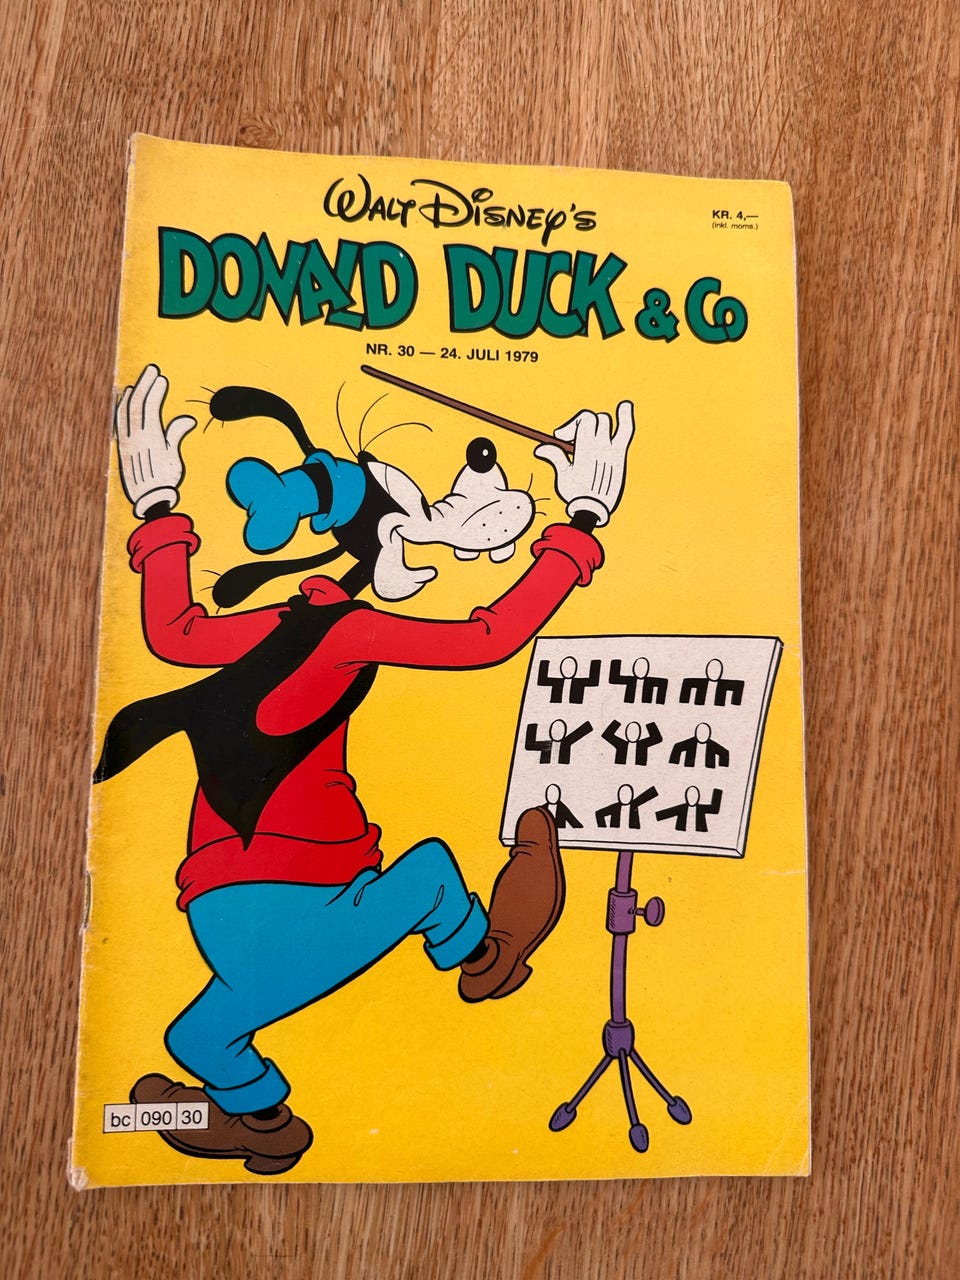 WALT DISNEY'S
KR. 4,—
(inkl. moms.)
DONALD DUCK & Co
NR. 30 — 24. JULI 1979
bc 090 30